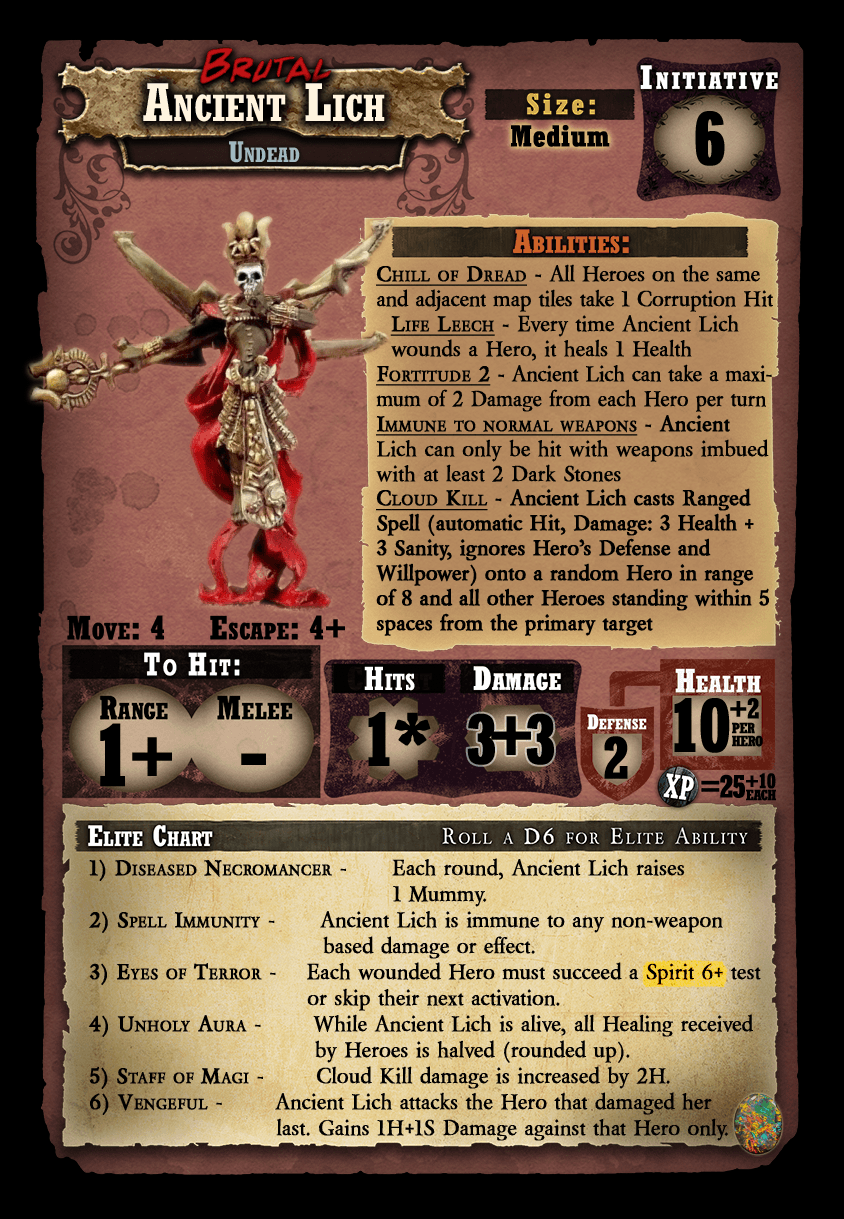 Brutal
Ancient Lich
Undead
Size:
Medium
Initiative
6
Abilities:
Chill of Dread - All Heroes on the same
and adjacent map tiles take 1 Corruption Hit
Life Leech - Every time Ancient Lich
wounds a Hero, it heals 1 Health
Fortitude 2 - Ancient Lich can take a maxi-
mum of 2 Damage from each Hero per turn
Immune to normal weapons - Ancient
Lich can only be hit with weapons imbued
with at least 2 Dark Stones
Cloud Kill - Ancient Lich casts Ranged
Spell (automatic Hit, Damage: 3 Health +
3 Sanity, ignores Hero's Defense and
Willpower) onto a random Hero in range
of 8 and all other Heroes standing within 5
spaces from the primary target
Move: 4 Escape: 4+
To Hit:
Range Melee
1+ -
Hits
1*
Damage
3+3
Defense
2
Health
10 +2 PER HERO
XP =25 +10 EACH
Elite Chart Roll a D6 for Elite Ability
1) Diseased Necromancer - Each round, Ancient Lich raises
1 Mummy.
2) Spell Immunity - Ancient Lich is immune to any non-weapon
based damage or effect.
3) Eyes of Terror - Each wounded Hero must succeed a Spirit 6+ test
or skip their next activation.
4) Unholy Aura - While Ancient Lich is alive, all Healing received
by Heroes is halved (rounded up).
5) Staff of Magi - Cloud Kill damage is increased by 2H.
6) Vengeful - Ancient Lich attacks the Hero that damaged her
last. Gains 1H+1S Damage against that Hero only.